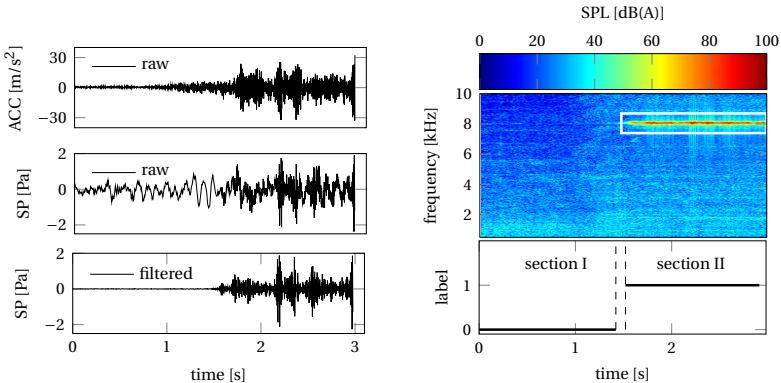 ACC [m/s²]
30
0
−30
raw
SP [Pa]
2
0
−2
raw
SP [Pa]
2
0
−2
filtered
0 1 2 3
time [s]
SPL [dB(A)]
0 20 40 60 80 100
frequency [kHz]
10
8
6
4
2
label
1
0
section I section II
0 1 2
time [s]